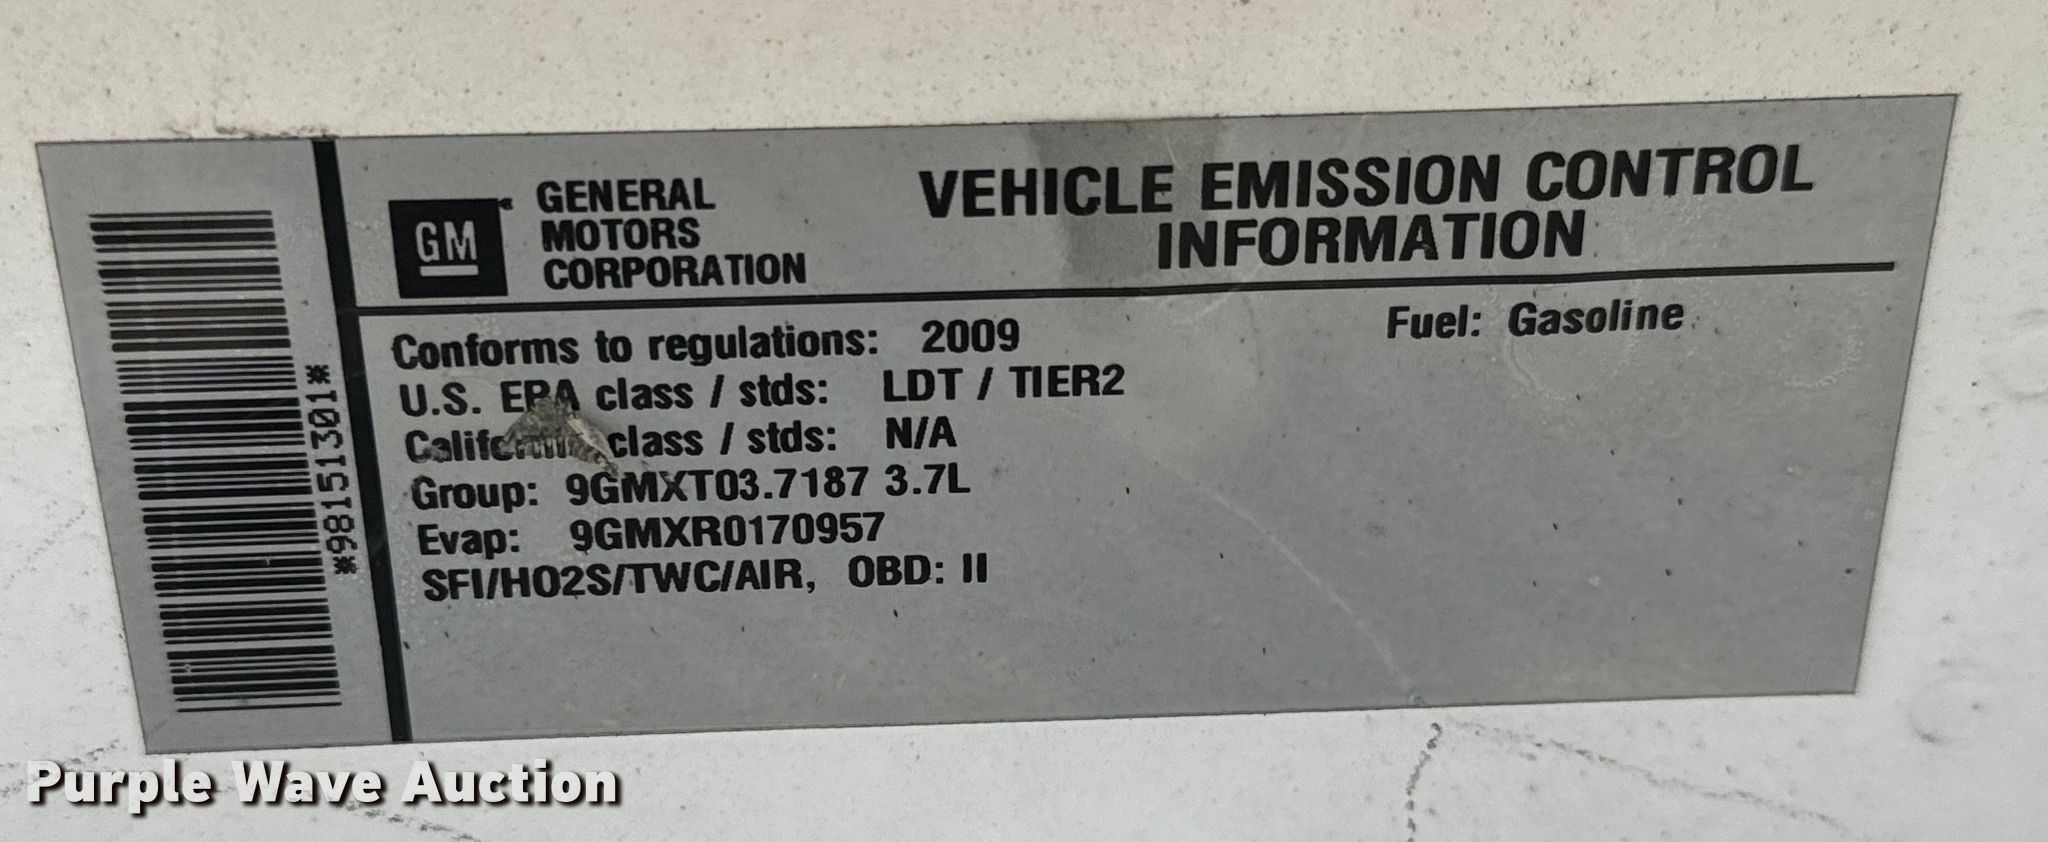 *98151301*
GM
GENERAL
MOTORS
CORPORATION
VEHICLE EMISSION CONTROL
INFORMATION
Conforms to regulations: 2009
Fuel: Gasoline
U.S. EPA class / stds: LDT / TIER2
California class / stds: N/A
Group: 9GMXT03.7187 3.7L
Evap: 9GMXR0170957
SFI/HO2S/TWC/AIR, OBD: II
Purple Wave Auction